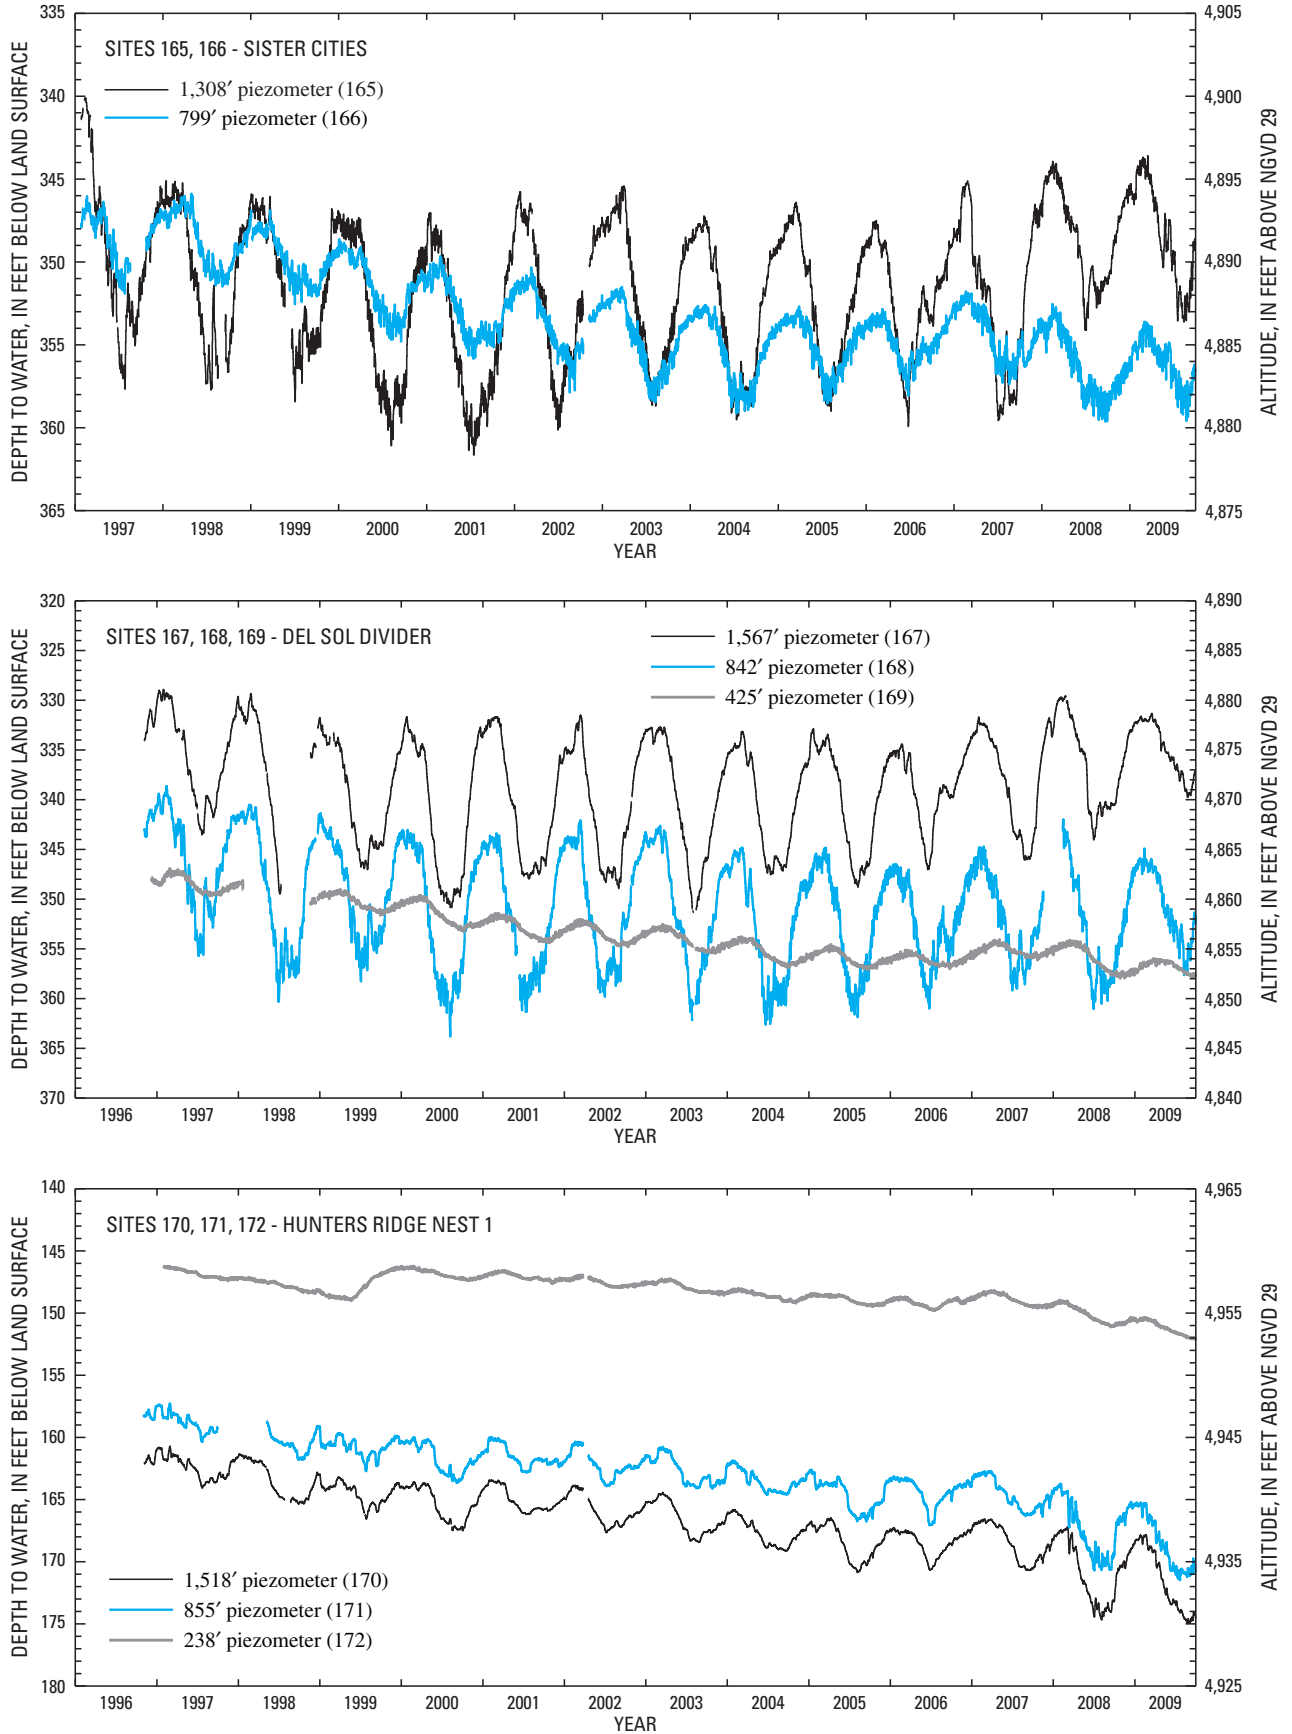 SITES 165, 166 - SISTER CITIES
1,308′ piezometer (165)
799′ piezometer (166)
DEPTH TO WATER, IN FEET BELOW LAND SURFACE
335
340
345
350
355
360
365
4,905
4,900
4,895
4,890
4,885
4,880
4,875
ALTITUDE, IN FEET ABOVE NGVD 29
1997 1998 1999 2000 2001 2002 2003 2004 2005 2006 2007 2008 2009
YEAR
SITES 167, 168, 169 - DEL SOL DIVIDER
1,567′ piezometer (167)
842′ piezometer (168)
425′ piezometer (169)
DEPTH TO WATER, IN FEET BELOW LAND SURFACE
320
325
330
335
340
345
350
355
360
365
370
4,890
4,885
4,880
4,875
4,870
4,865
4,860
4,855
4,850
4,845
4,840
ALTITUDE, IN FEET ABOVE NGVD 29
1996 1997 1998 1999 2000 2001 2002 2003 2004 2005 2006 2007 2008 2009
YEAR
SITES 170, 171, 172 - HUNTERS RIDGE NEST 1
DEPTH TO WATER, IN FEET BELOW LAND SURFACE
140
145
150
155
160
165
170
175
180
4,965
4,955
4,945
4,935
4,925
ALTITUDE, IN FEET ABOVE NGVD 29
1,518′ piezometer (170)
855′ piezometer (171)
238′ piezometer (172)
1996 1997 1998 1999 2000 2001 2002 2003 2004 2005 2006 2007 2008 2009
YEAR